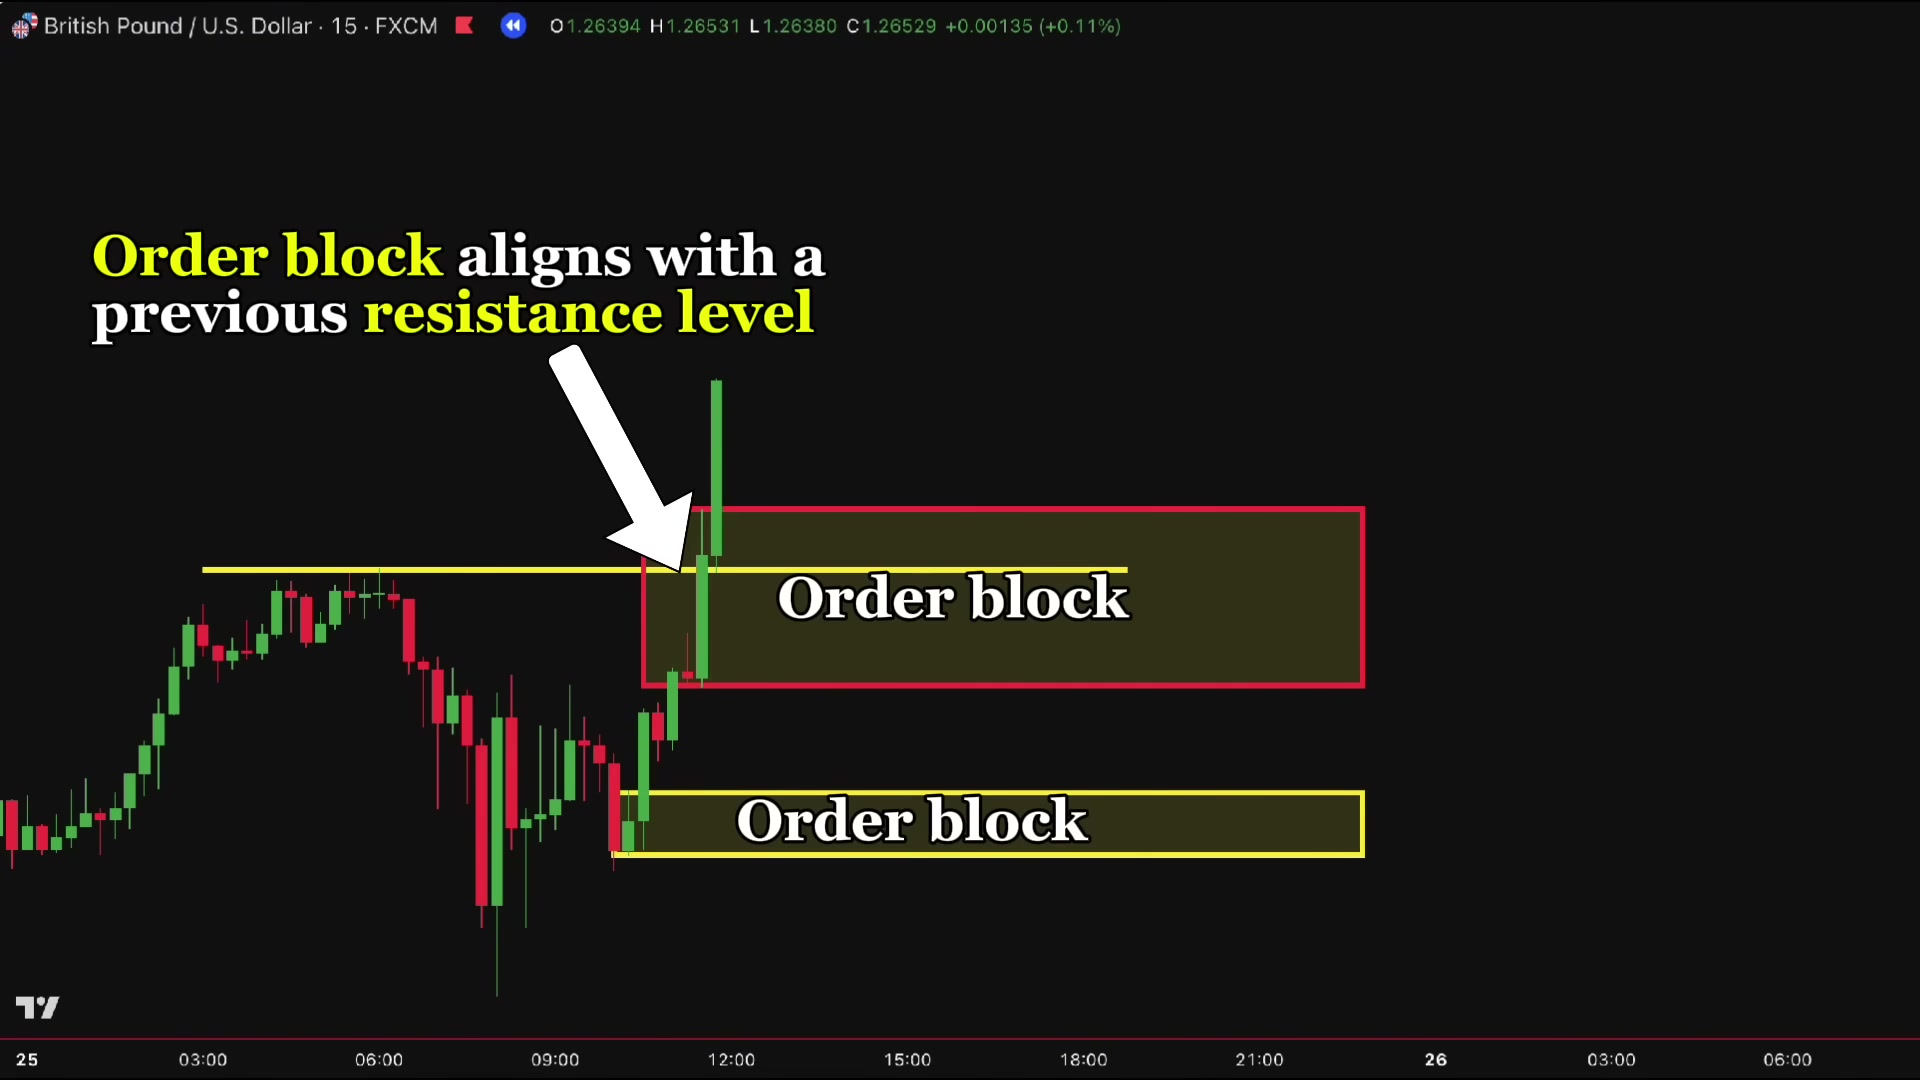 British Pound / U.S. Dollar · 15 · FXCM O1.26394 H1.26531 L1.26380 C1.26529 +0.00135 (+0.11%)
Order block aligns with a
previous resistance level
Order block
Order block
25 03:00 06:00 09:00 12:00 15:00 18:00 21:00 26 03:00 06:00